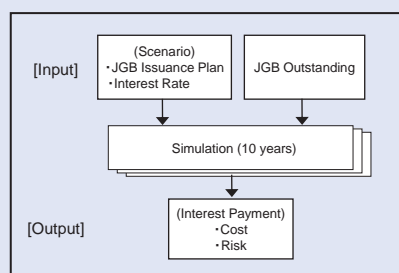 [Input]
(Scenario)
・JGB Issuance Plan
・Interest Rate
JGB Outstanding
Simulation (10 years)
[Output]
(Interest Payment)
・Cost
・Risk